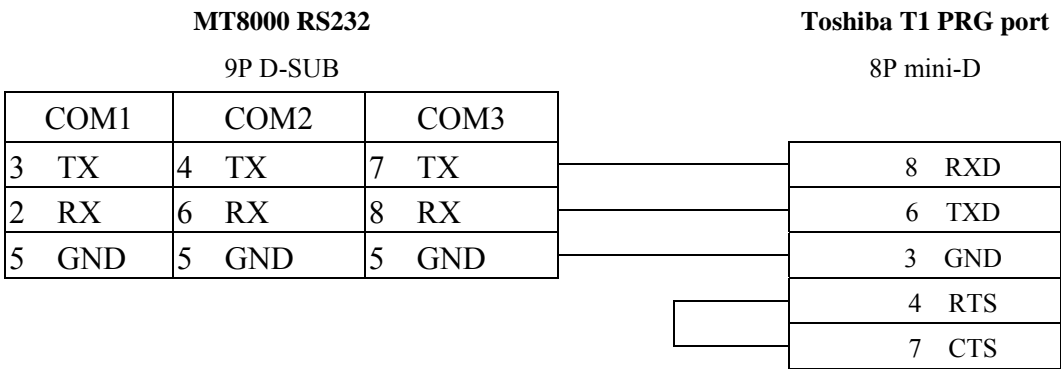 MT8000 RS232 Toshiba T1 PRG port
9P D-SUB 8P mini-D
COM1 COM2 COM3
3 TX 4 TX 7 TX 8 RXD
2 RX 6 RX 8 RX 6 TXD
5 GND 5 GND 5 GND 3 GND
4 RTS
7 CTS